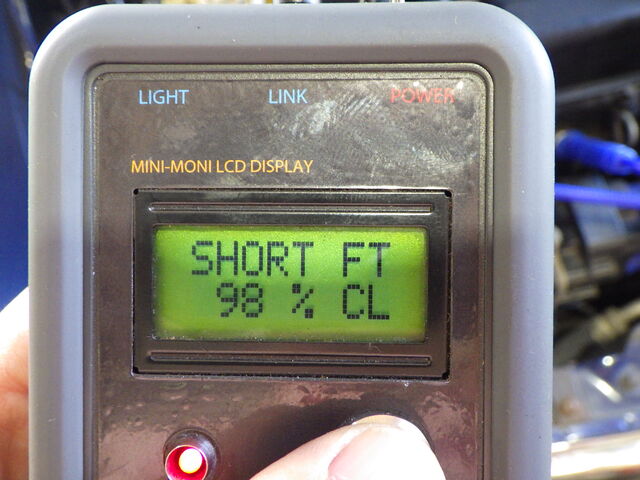 LIGHT LINK POWER
MINI-MONI LCD DISPLAY
SHORT FT
98 % CL